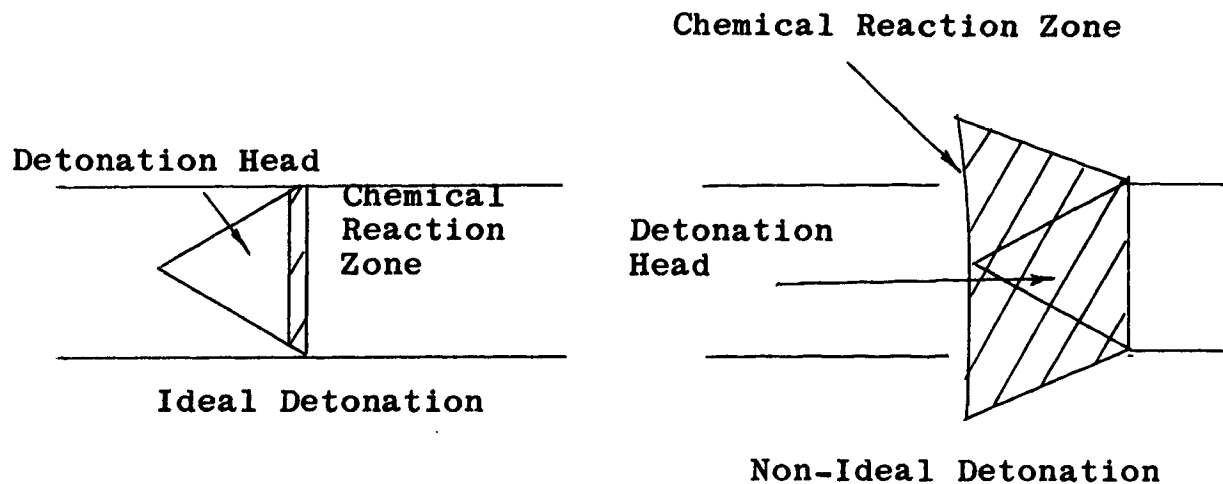 Detonation Head
Chemical
Reaction
Zone
Ideal Detonation
Chemical Reaction Zone
Detonation
Head
Non-Ideal Detonation